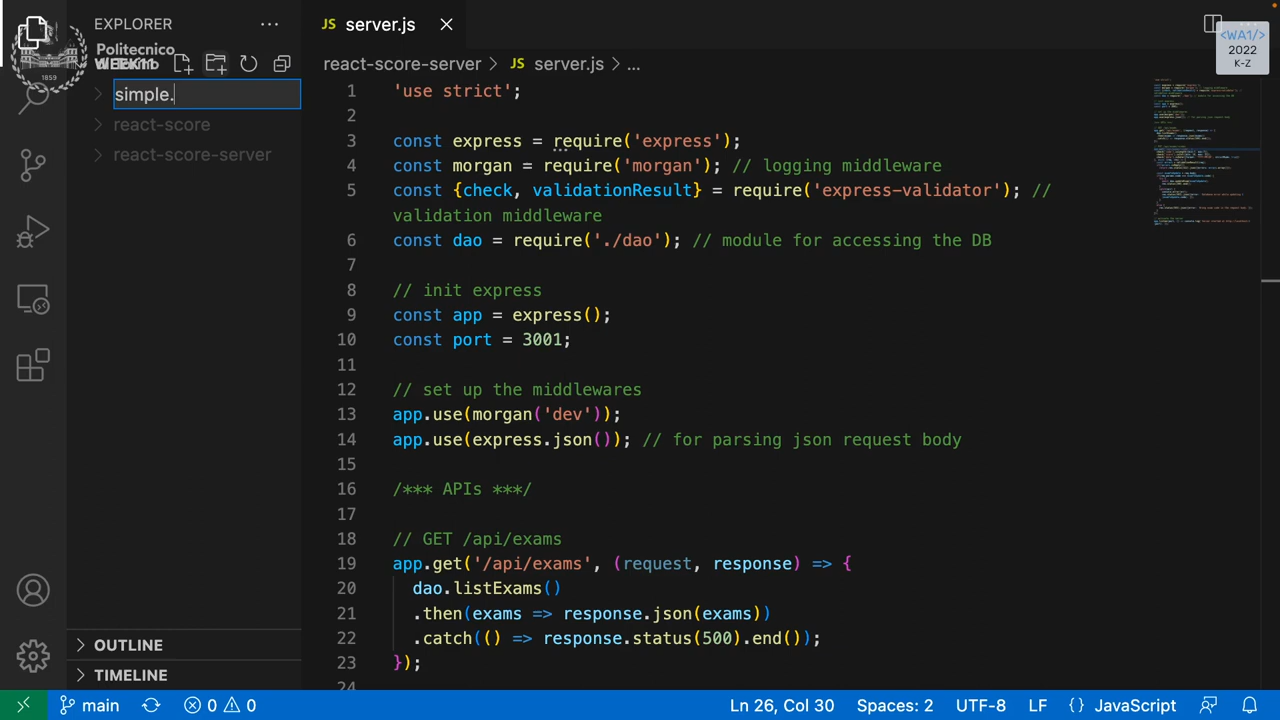 EXPLORER
Politecnico
WEEK11
1859
simple.
react-score
react-score-server
OUTLINE
TIMELINE
JS server.js
<WA1/>
2022
K-Z
react-score-server > JS server.js > ...
1 'use strict';
2
3 const express = require('express');
4 const morgan = require('morgan'); // logging middleware
5 const {check, validationResult} = require('express-validator'); //
validation middleware
6 const dao = require('./dao'); // module for accessing the DB
7
8 // init express
9 const app = express();
10 const port = 3001;
11
12 // set up the middlewares
13 app.use(morgan('dev'));
14 app.use(express.json()); // for parsing json request body
15
16 /*** APIs ***/
17
18 // GET /api/exams
19 app.get('/api/exams', (request, response) => {
20 dao.listExams()
21 .then(exams => response.json(exams))
22 .catch(() => response.status(500).end());
23 });
24
main 0 0 Ln 26, Col 30 Spaces: 2 UTF-8 LF {} JavaScript